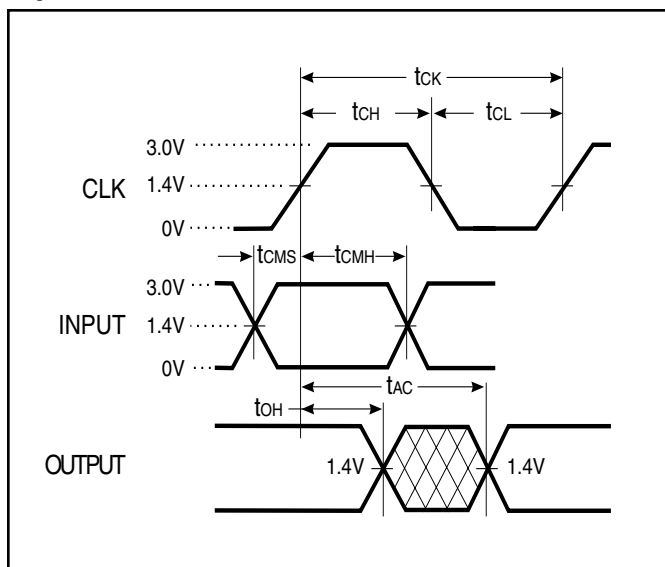 tCK
tCH tCL
3.0V
CLK 1.4V
0V
tCMS tCMH
3.0V
INPUT 1.4V
0V
tAC
tOH
OUTPUT 1.4V 1.4V